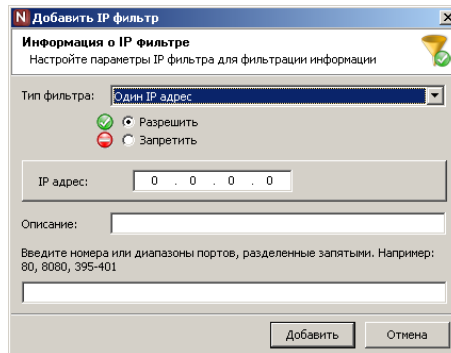 N Добавить IP фильтр
Информация о IP фильтре
Настройте параметры IP фильтра для фильтрации информации
Тип фильтра: Один IP адрес
Разрешить
Запретить
IP адрес: 0 . 0 . 0 . 0
Описание:
Введите номера или диапазоны портов, разделенные запятыми. Например:
80, 8080, 395-401
Добавить Отмена